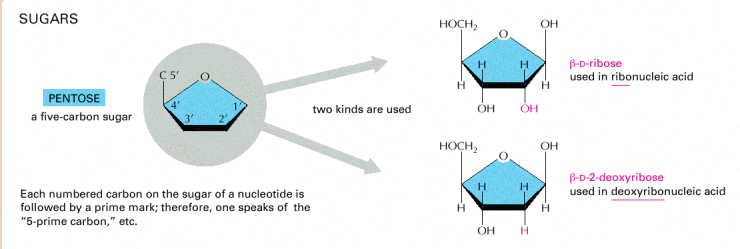 SUGARS
PENTOSE
a five-carbon sugar
C 5′
O
4′
1′
3′
2′
two kinds are used
Each numbered carbon on the sugar of a nucleotide is
followed by a prime mark; therefore, one speaks of the
“5-prime carbon,” etc.
HOCH₂
OH
O
H
H
H
H
OH
OH
β-D-ribose
used in ribonucleic acid
HOCH₂
OH
O
H
H
H
H
OH
H
β-D-2-deoxyribose
used in deoxyribonucleic acid